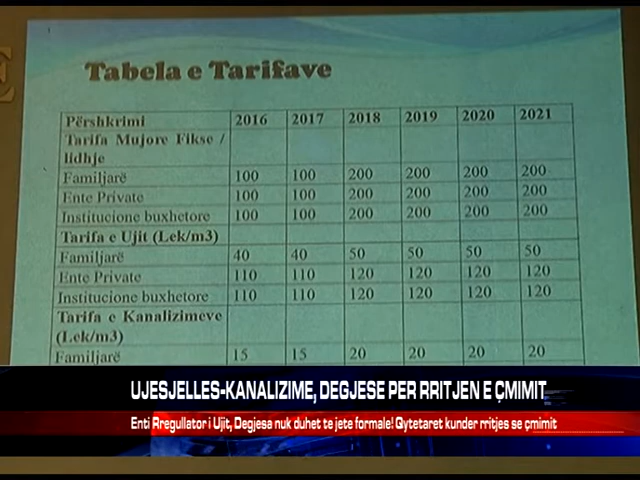 Tabela e Tarifave
Përshkrimi 2016 2017 2018 2019 2020 2021
Tarifa Mujore Fikse /
lidhje
Familjarë 100 100 200 200 200 200
Ente Private 100 100 200 200 200 200
Institucione buxhetore 100 100 200 200 200 200
Tarifa e Ujit (Lek/m3)
Familjarë 40 40 50 50 50 50
Ente Private 110 110 120 120 120 120
Institucione buxhetore 110 110 120 120 120 120
Tarifa e Kanalizimeve
(Lek/m3)
Familjarë 15 15 20 20 20 20
UJESJELLES-KANALIZIME, DEGJESE PER RRITJEN E ÇMIMIT
Enti Rregullator i Ujit, Degjesa nuk duhet te jete formale! Qytetaret kunder rritjes se çmimit